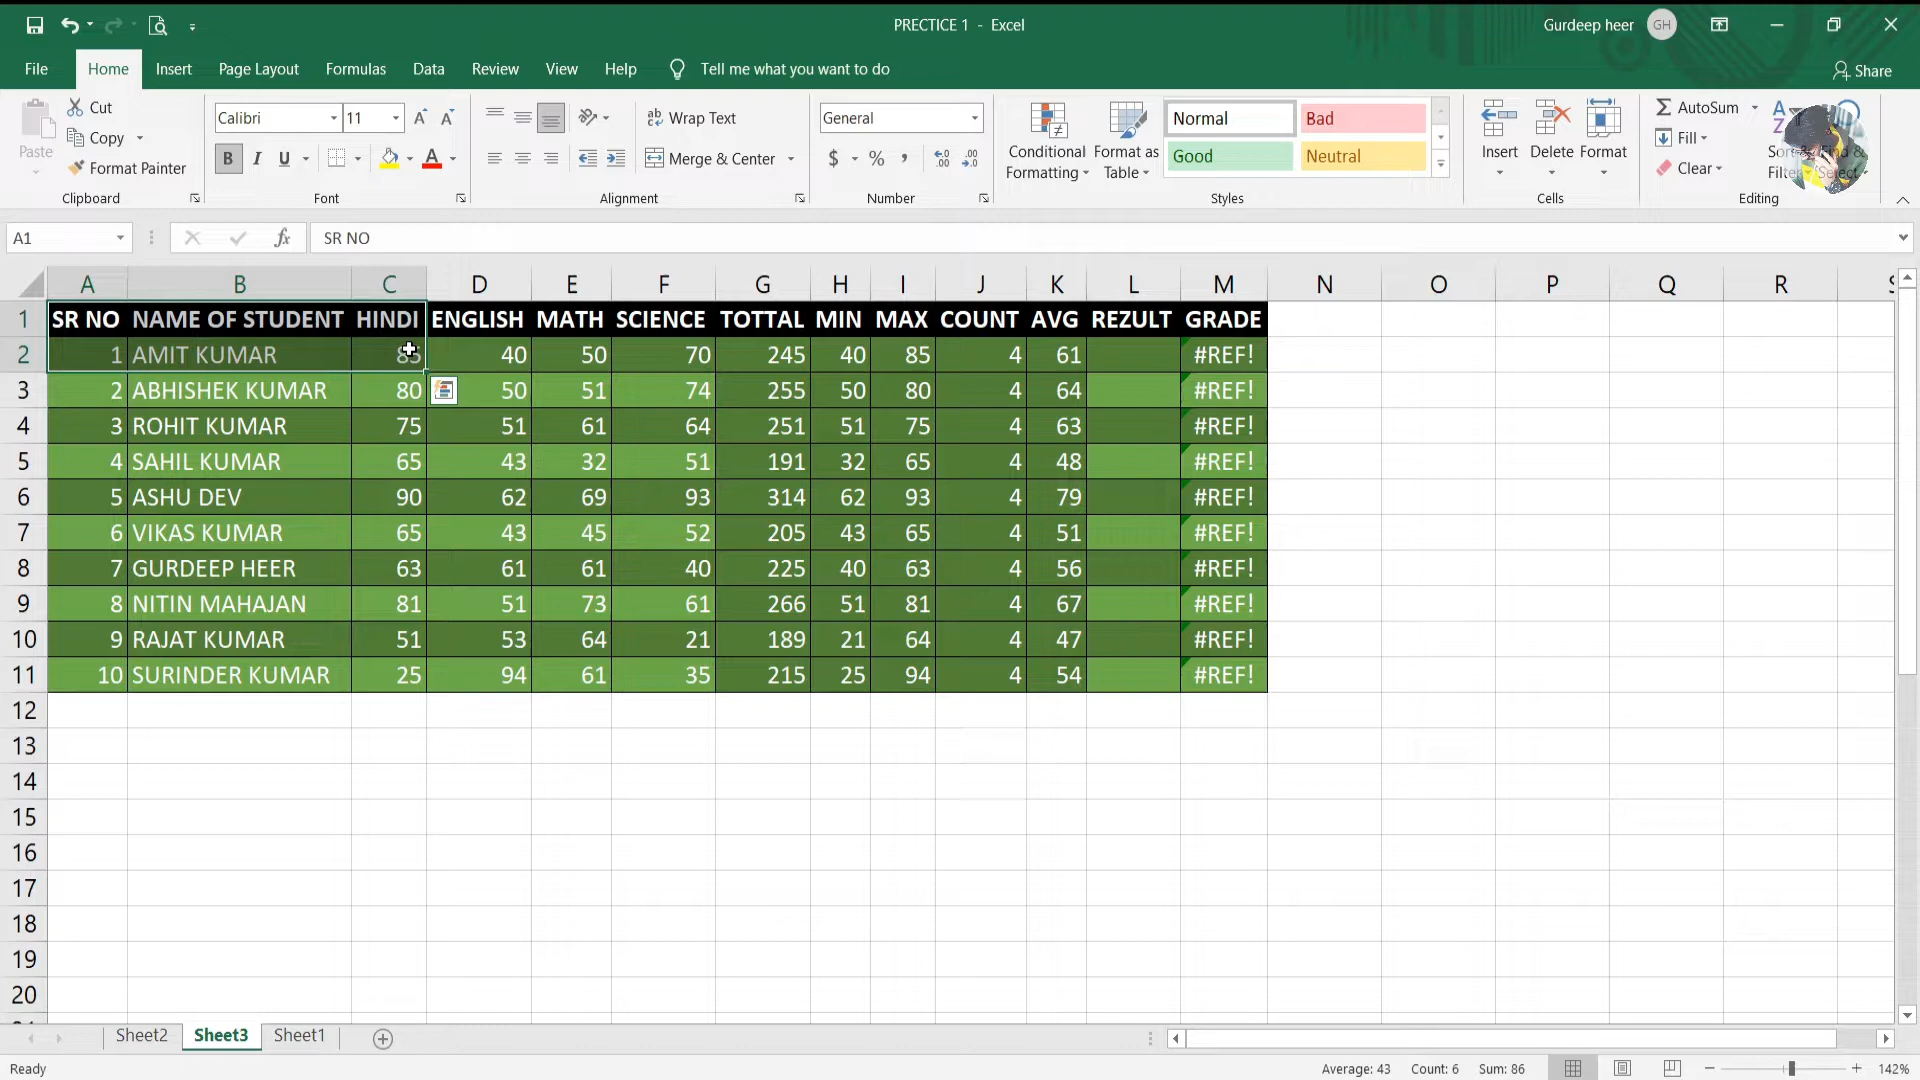 PRECTICE 1 - Excel
Gurdeep heer GH
File Home Insert Page Layout Formulas Data Review View Help Tell me what you want to do Share
Paste Cut Copy Format Painter
Clipboard
Calibri 11
B I U A
Font
Wrap Text
Merge & Center
Alignment
General
$ % ,
Number
Conditional Formatting
Format as Table
Normal Bad
Good Neutral
Styles
Insert Delete Format
Cells
AutoSum
Fill
Clear
Editing
A1 fx SR NO
A B C D E F G H I J K L M N O P Q R
1 SR NO NAME OF STUDENT HINDI ENGLISH MATH SCIENCE TOTTAL MIN MAX COUNT AVG REZULT GRADE
2 1 AMIT KUMAR 85 40 50 70 245 40 85 4 61 #REF!
3 2 ABHISHEK KUMAR 80 50 51 74 255 50 80 4 64 #REF!
4 3 ROHIT KUMAR 75 51 61 64 251 51 75 4 63 #REF!
5 4 SAHIL KUMAR 65 43 32 51 191 32 65 4 48 #REF!
6 5 ASHU DEV 90 62 69 93 314 62 93 4 79 #REF!
7 6 VIKAS KUMAR 65 43 45 52 205 43 65 4 51 #REF!
8 7 GURDEEP HEER 63 61 61 40 225 40 63 4 56 #REF!
9 8 NITIN MAHAJAN 81 51 73 61 266 51 81 4 67 #REF!
10 9 RAJAT KUMAR 51 53 64 21 189 21 64 4 47 #REF!
11 10 SURINDER KUMAR 25 94 61 35 215 25 94 4 54 #REF!
12
13
14
15
16
17
18
19
20
Sheet2 Sheet3 Sheet1
Ready Average: 43 Count: 6 Sum: 86 142%